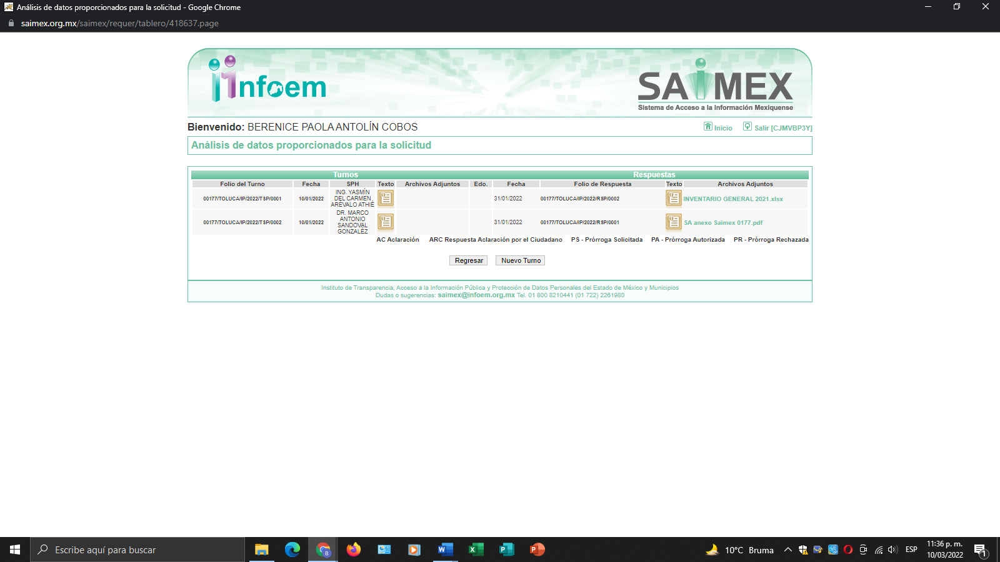 Análisis de datos proporcionados para la solicitud - Google Chrome
saimex.org.mx/saimex/requer/tablero/418637.page
infoem
SAIMEX
Sistema de Acceso a la Información Mexiquense
Bienvenido: BERENICE PAOLA ANTOLÍN COBOS
Inicio Salir [CJMVBP3Y]
Análisis de datos proporcionados para la solicitud
Turnos Respuestas
Folio del Turno Fecha SPH Texto Archivos Adjuntos Edo. Fecha Folio de Respuesta Texto Archivos Adjuntos
ING. YASMÍN
00177/TOLUCA/IP/2022/TSP/0001 10/01/2022 DEL CARMEN 31/01/2022 00177/TOLUCA/IP/2022/RSP/0002 INVENTARIO GENERAL 2021.xlsx
ARÉVALO ATHIÉ
DR. MARCO
ANTONIO
00177/TOLUCA/IP/2022/TSP/0002 10/01/2022 SANDOVAL 31/01/2022 00177/TOLUCA/IP/2022/RSP/0001 SA anexo Saimex 0177.pdf
GONZALÉZ
AC Aclaración ARC Respuesta Aclaración por el Ciudadano PS - Prórroga Solicitada PA - Prórroga Autorizada PR - Prórroga Rechazada
Regresar Nuevo Turno
Instituto de Transparencia, Acceso a la Información Pública y Protección de Datos Personales del Estado de México y Municipios
Dudas o sugerencias: saimex@infoem.org.mx Tel. 01 800 8210441 (01 722) 2261980
Escribe aquí para buscar
10°C Bruma
ESP
11:36 p. m.
10/03/2022
1